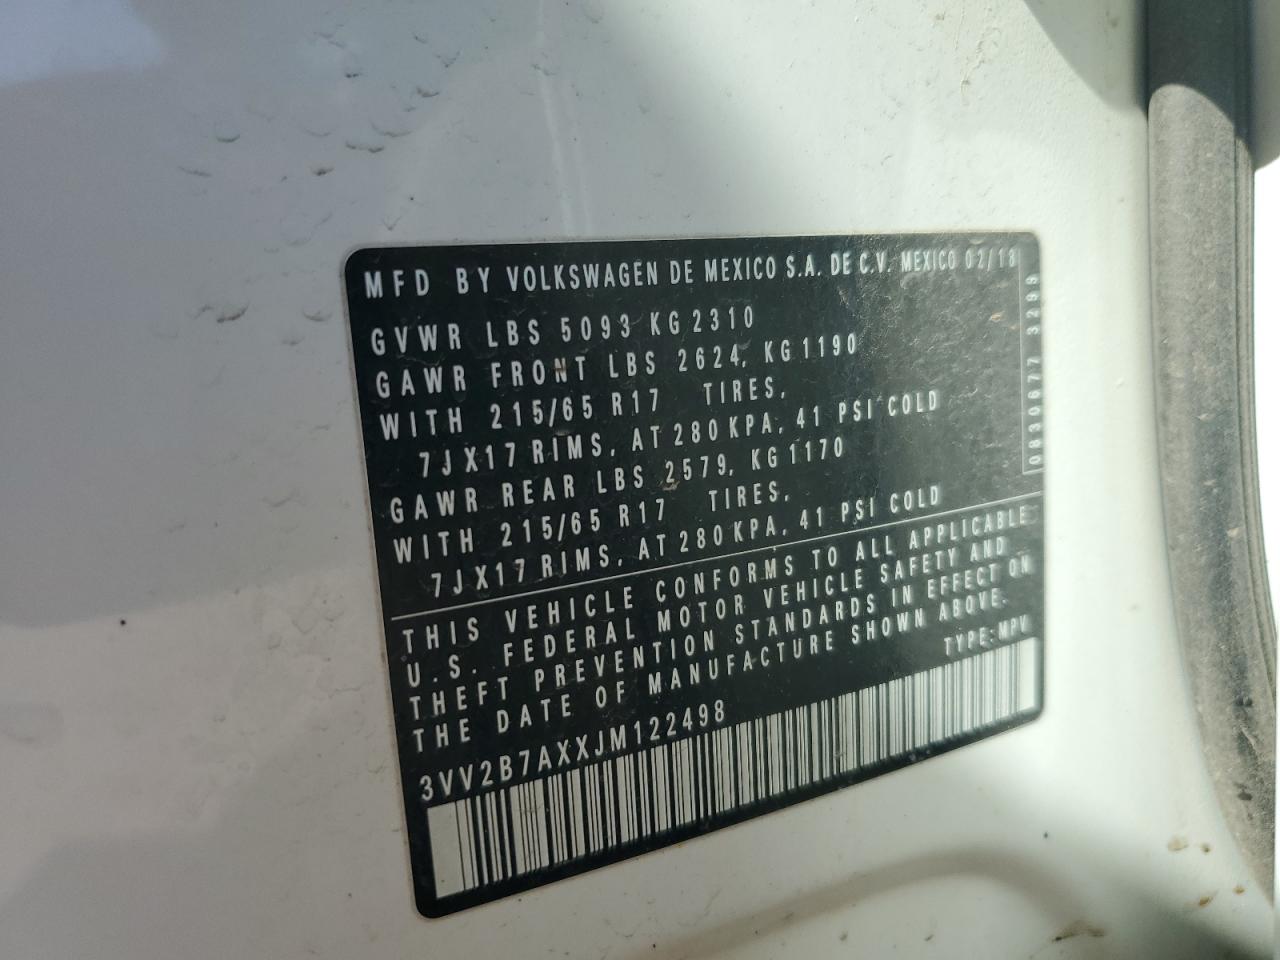 MFD BY VOLKSWAGEN DE MEXICO S.A. DE C.V. MEXICO 02/18
GVWR LBS 5093 KG 2310
GAWR FRONT LBS 2624, KG 1190
WITH 215/65 R17 TIRES,
7JX17 RIMS, AT 280 KPA, 41 PSI COLD
GAWR REAR LBS 2579, KG 1170
WITH 215/65 R17 TIRES,
7JX17 RIMS, AT 280 KPA, 41 PSI COLD
0830677 3299
THIS VEHICLE CONFORMS TO ALL APPLICABLE
U.S. FEDERAL MOTOR VEHICLE SAFETY AND
THEFT PREVENTION STANDARDS IN EFFECT ON
THE DATE OF MANUFACTURE SHOWN ABOVE.
TYPE: MPV
3VV2B7AXXJM122498